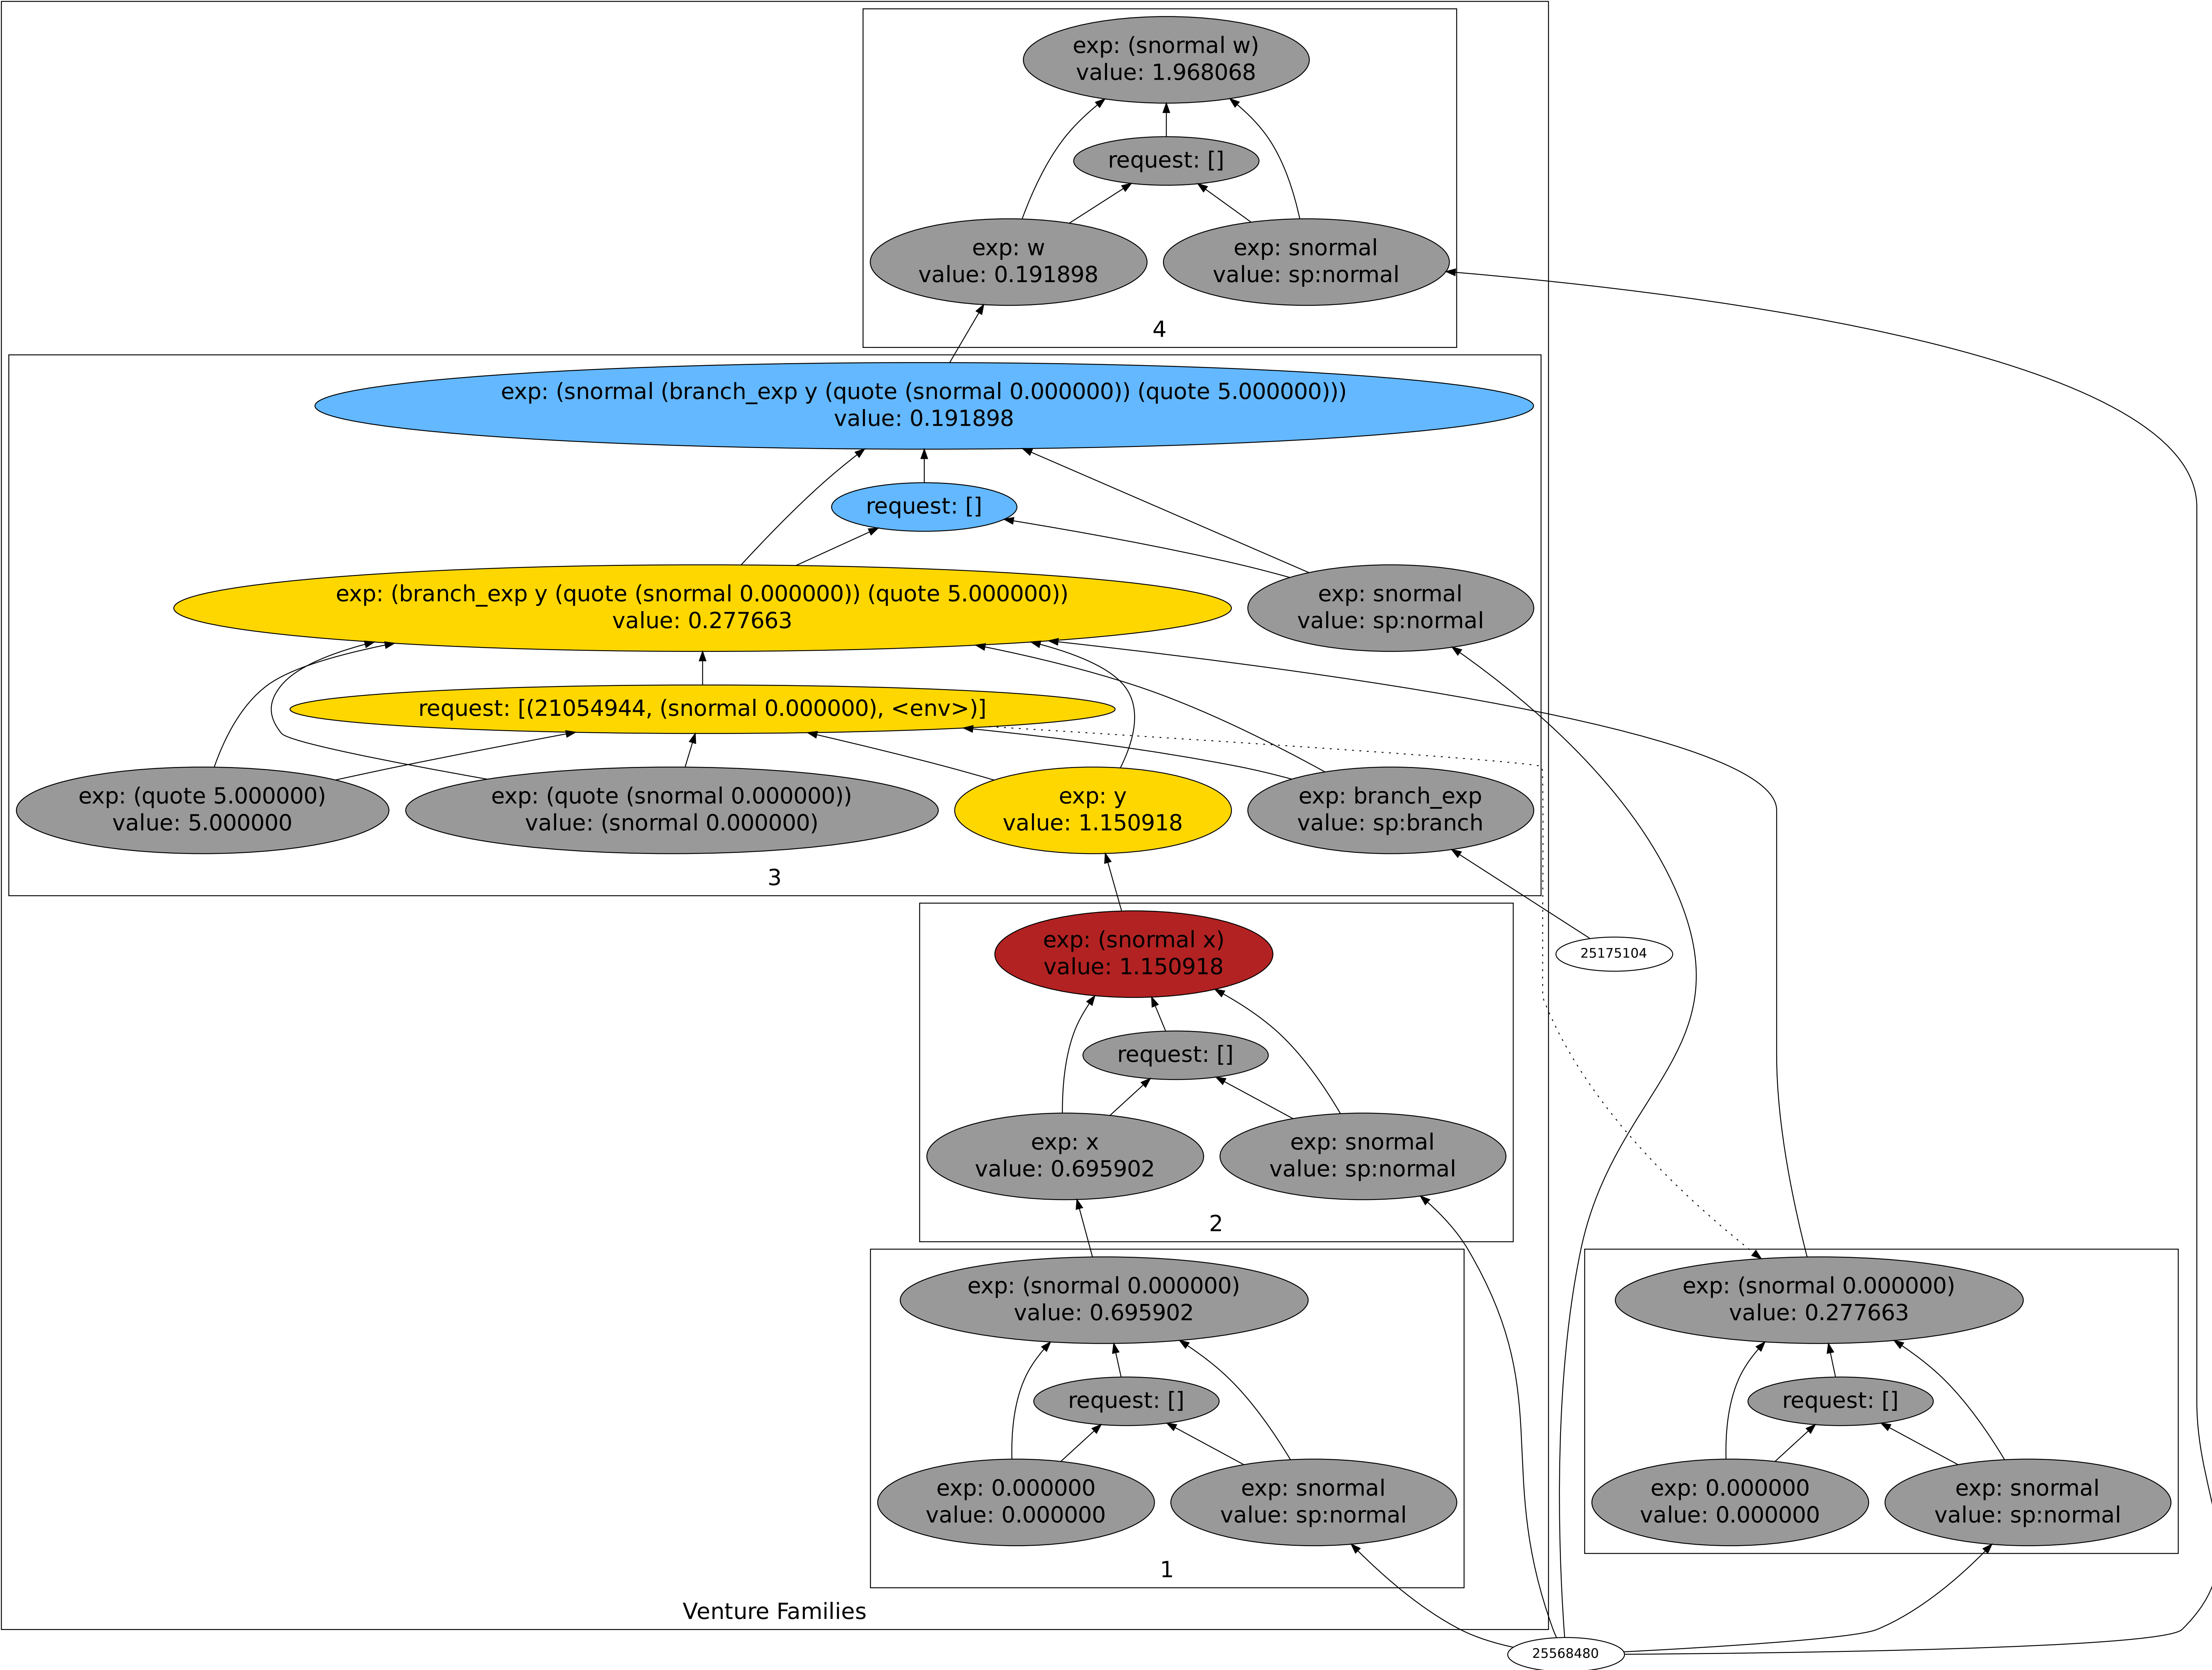 exp: (snormal w)
value: 1.968068
request: []
exp: w
value: 0.191898
exp: snormal
value: sp:normal
4
exp: (snormal (branch_exp y (quote (snormal 0.000000)) (quote 5.000000)))
value: 0.191898
request: []
exp: (branch_exp y (quote (snormal 0.000000)) (quote 5.000000))
value: 0.277663
exp: snormal
value: sp:normal
request: [(21054944, (snormal 0.000000), <env>)]
exp: (quote 5.000000)
value: 5.000000
exp: (quote (snormal 0.000000))
value: (snormal 0.000000)
exp: y
value: 1.150918
exp: branch_exp
value: sp:branch
3
exp: (snormal x)
value: 1.150918
25175104
request: []
exp: x
value: 0.695902
exp: snormal
value: sp:normal
2
exp: (snormal 0.000000)
value: 0.695902
request: []
exp: 0.000000
value: 0.000000
exp: snormal
value: sp:normal
1
exp: (snormal 0.000000)
value: 0.277663
request: []
exp: 0.000000
value: 0.000000
exp: snormal
value: sp:normal
Venture Families
25568480